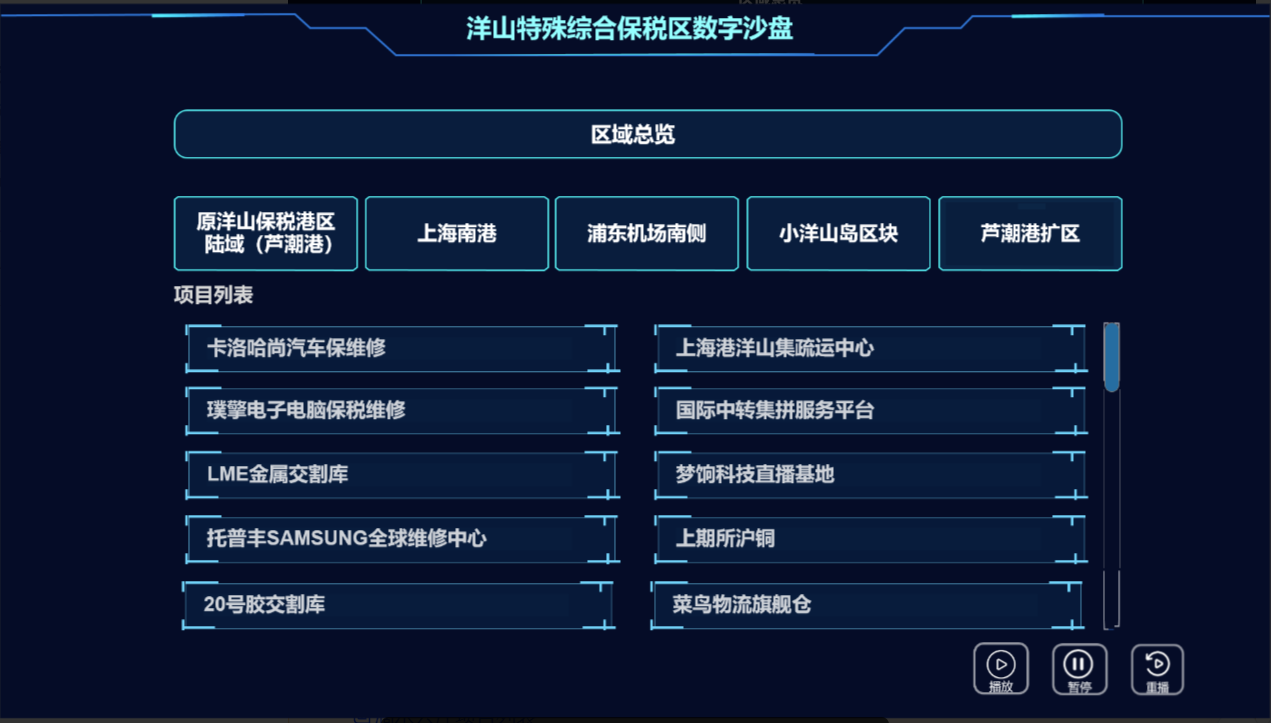 洋山特殊综合保税区数字沙盘
区域总览
原洋山保税港区
陆域（芦潮港）
上海南港
浦东机场南侧
小洋山岛区块
芦潮港扩区
项目列表
卡洛哈尚汽车保维修
上海港洋山集疏运中心
璞擎电子电脑保税维修
国际中转集拼服务平台
LME金属交割库
梦饷科技直播基地
托普丰SAMSUNG全球维修中心
上期所沪铜
20号胶交割库
菜鸟物流旗舰仓
播放
暂停
重播